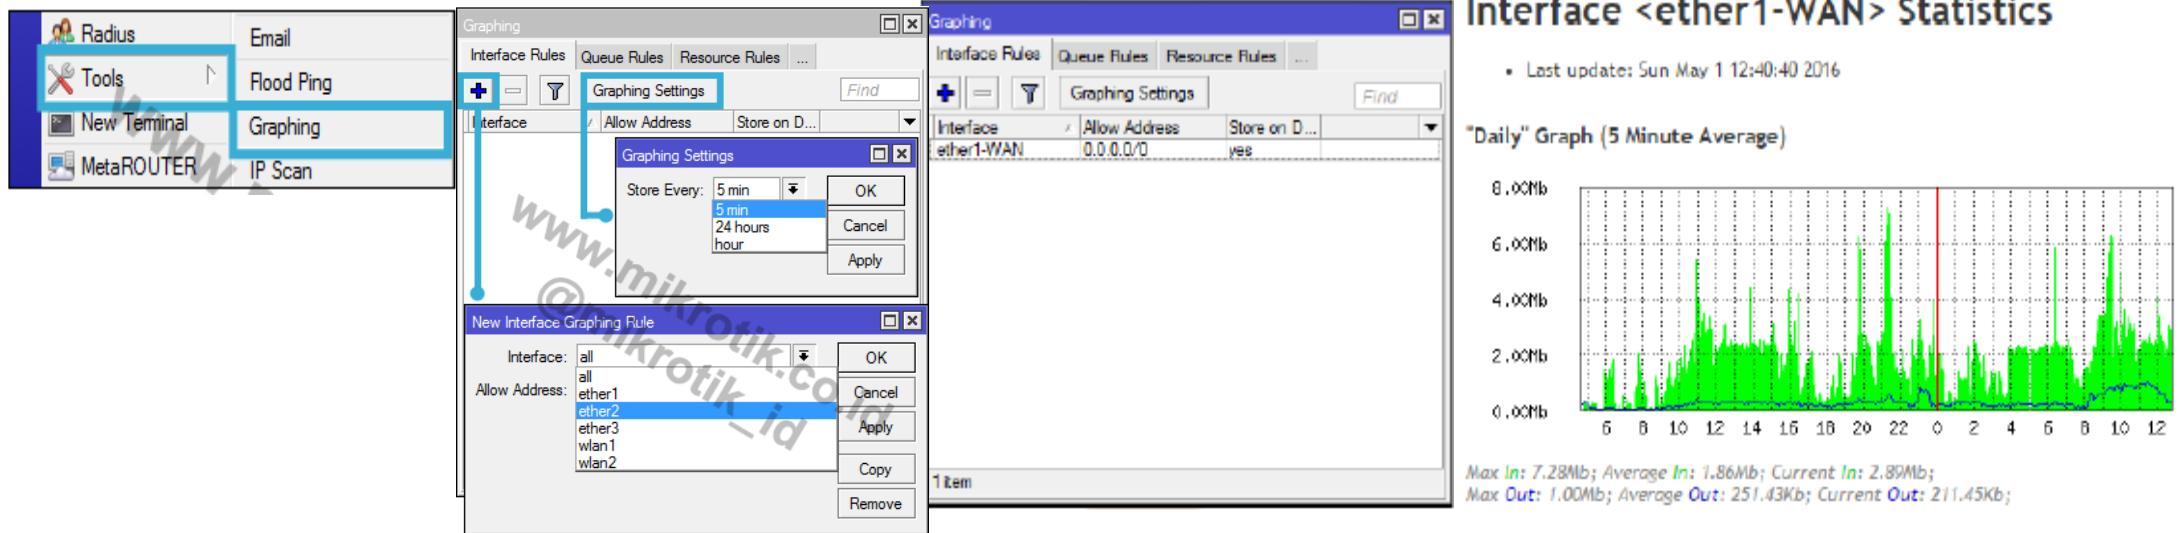 Radius
Tools
New Terminal
MetaROUTER
Email
Flood Ping
Graphing
IP Scan
www.
Graphing
Interface Rules Queue Rules Resource Rules ...
Graphing Settings Find
Interface Allow Address Store on D...
Graphing Settings
Store Every: 5 min
5 min
24 hours
hour
OK
Cancel
Apply
New Interface Graphing Rule
Interface: all
Allow Address:
all
ether1
ether2
ether3
wlan1
wlan2
OK
Cancel
Apply
Copy
Remove
www.mikrotik.co.id
@mikrotik_id
Graphing
Interface Rules Queue Rules Resource Rules ...
Graphing Settings Find
Interface Allow Address Store on D...
ether1-WAN 0.0.0.0/0 yes
1 item
Interface <ether1-WAN> Statistics
• Last update: Sun May 1 12:40:40 2016
"Daily" Graph (5 Minute Average)
8.00Mb
6.00Mb
4.00Mb
2.00Mb
0.00Mb
6 8 10 12 14 16 18 20 22 0 2 4 6 8 10 12
Max In: 7.28Mb; Average In: 1.86Mb; Current In: 2.89Mb;
Max Out: 1.00Mb; Average Out: 251.43Kb; Current Out: 211.45Kb;